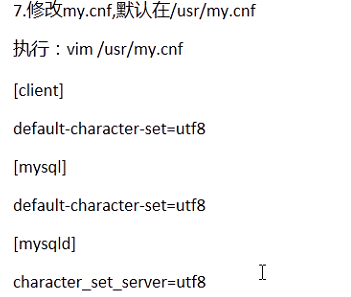 7.修改my.cnf,默认在/usr/my.cnf
执行：vim /usr/my.cnf
[client]
default-character-set=utf8
[mysql]
default-character-set=utf8
[mysqld]
character_set_server=utf8